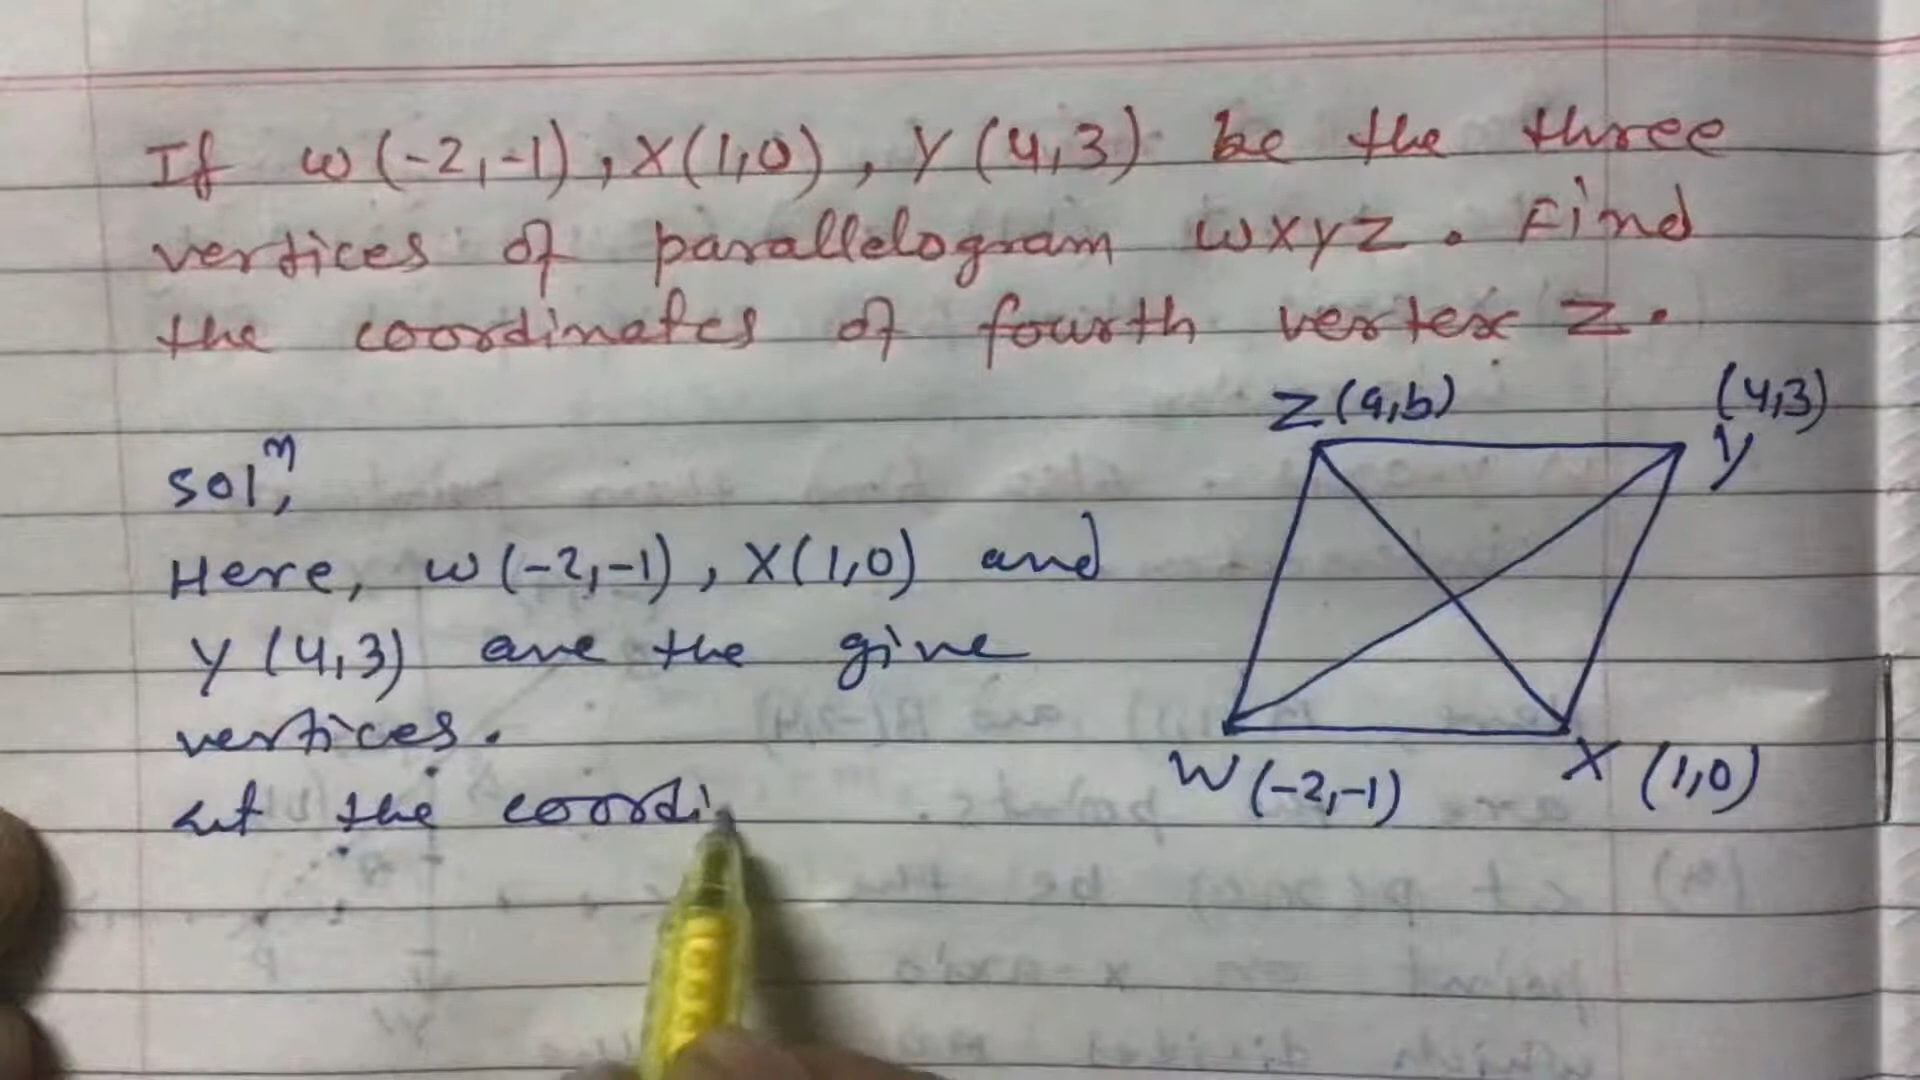 If w(-2,-1), X(1,0), Y(4,3) be the three
vertices of parallelogram wxyz. Find
the coordinates of fourth vertex z.
Z(a,b)
(4,3)
Y
Sol^n,
Here, w(-2,-1), X(1,0) and
Y(4,3) are the give
vertices.
W(-2,-1)
X (1,0)
Let the coordi